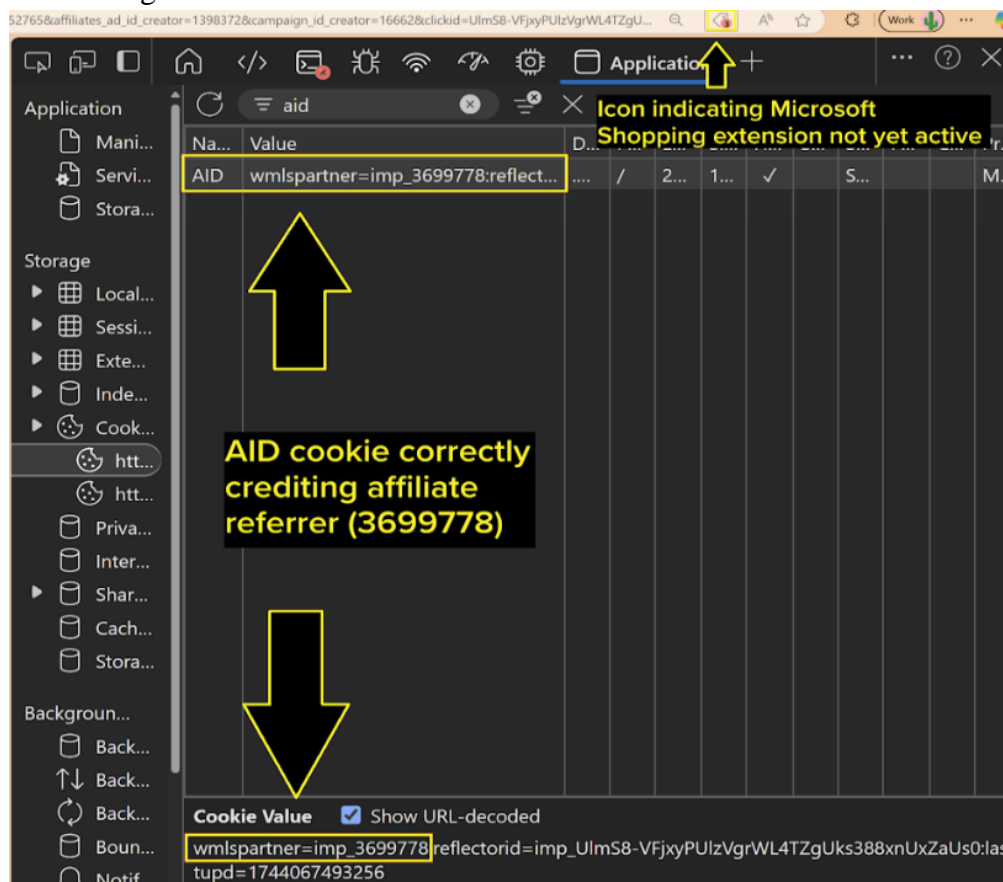 52765&affiliates_ad_id_creator=1398372&campaign_id_creator=16662&clickid=UlmS8-VFjxyPUlzVgrWL4TZgU...
Work
Application
Icon indicating Microsoft
Shopping extension not yet active
Application
Mani...
Servi...
Stora...
Storage
Local...
Sessi...
Exte...
Inde...
Cook...
htt...
htt...
Priva...
Inter...
Shar...
Cach...
Stora...
Backgroun...
Back...
Back...
Back...
Boun...
Notif
aid
Na... Value D...
AID wmlspartner=imp_3699778:reflect... .... / 2... 1... ✓ S... M.
AID cookie correctly
crediting affiliate
referrer (3699778)
Cookie Value Show URL-decoded
wmlspartner=imp_3699778:reflectorid=imp_UlmS8-VFjxyPUlzVgrWL4TZgUks388xnUxZaUs0:las
tupd=1744067493256